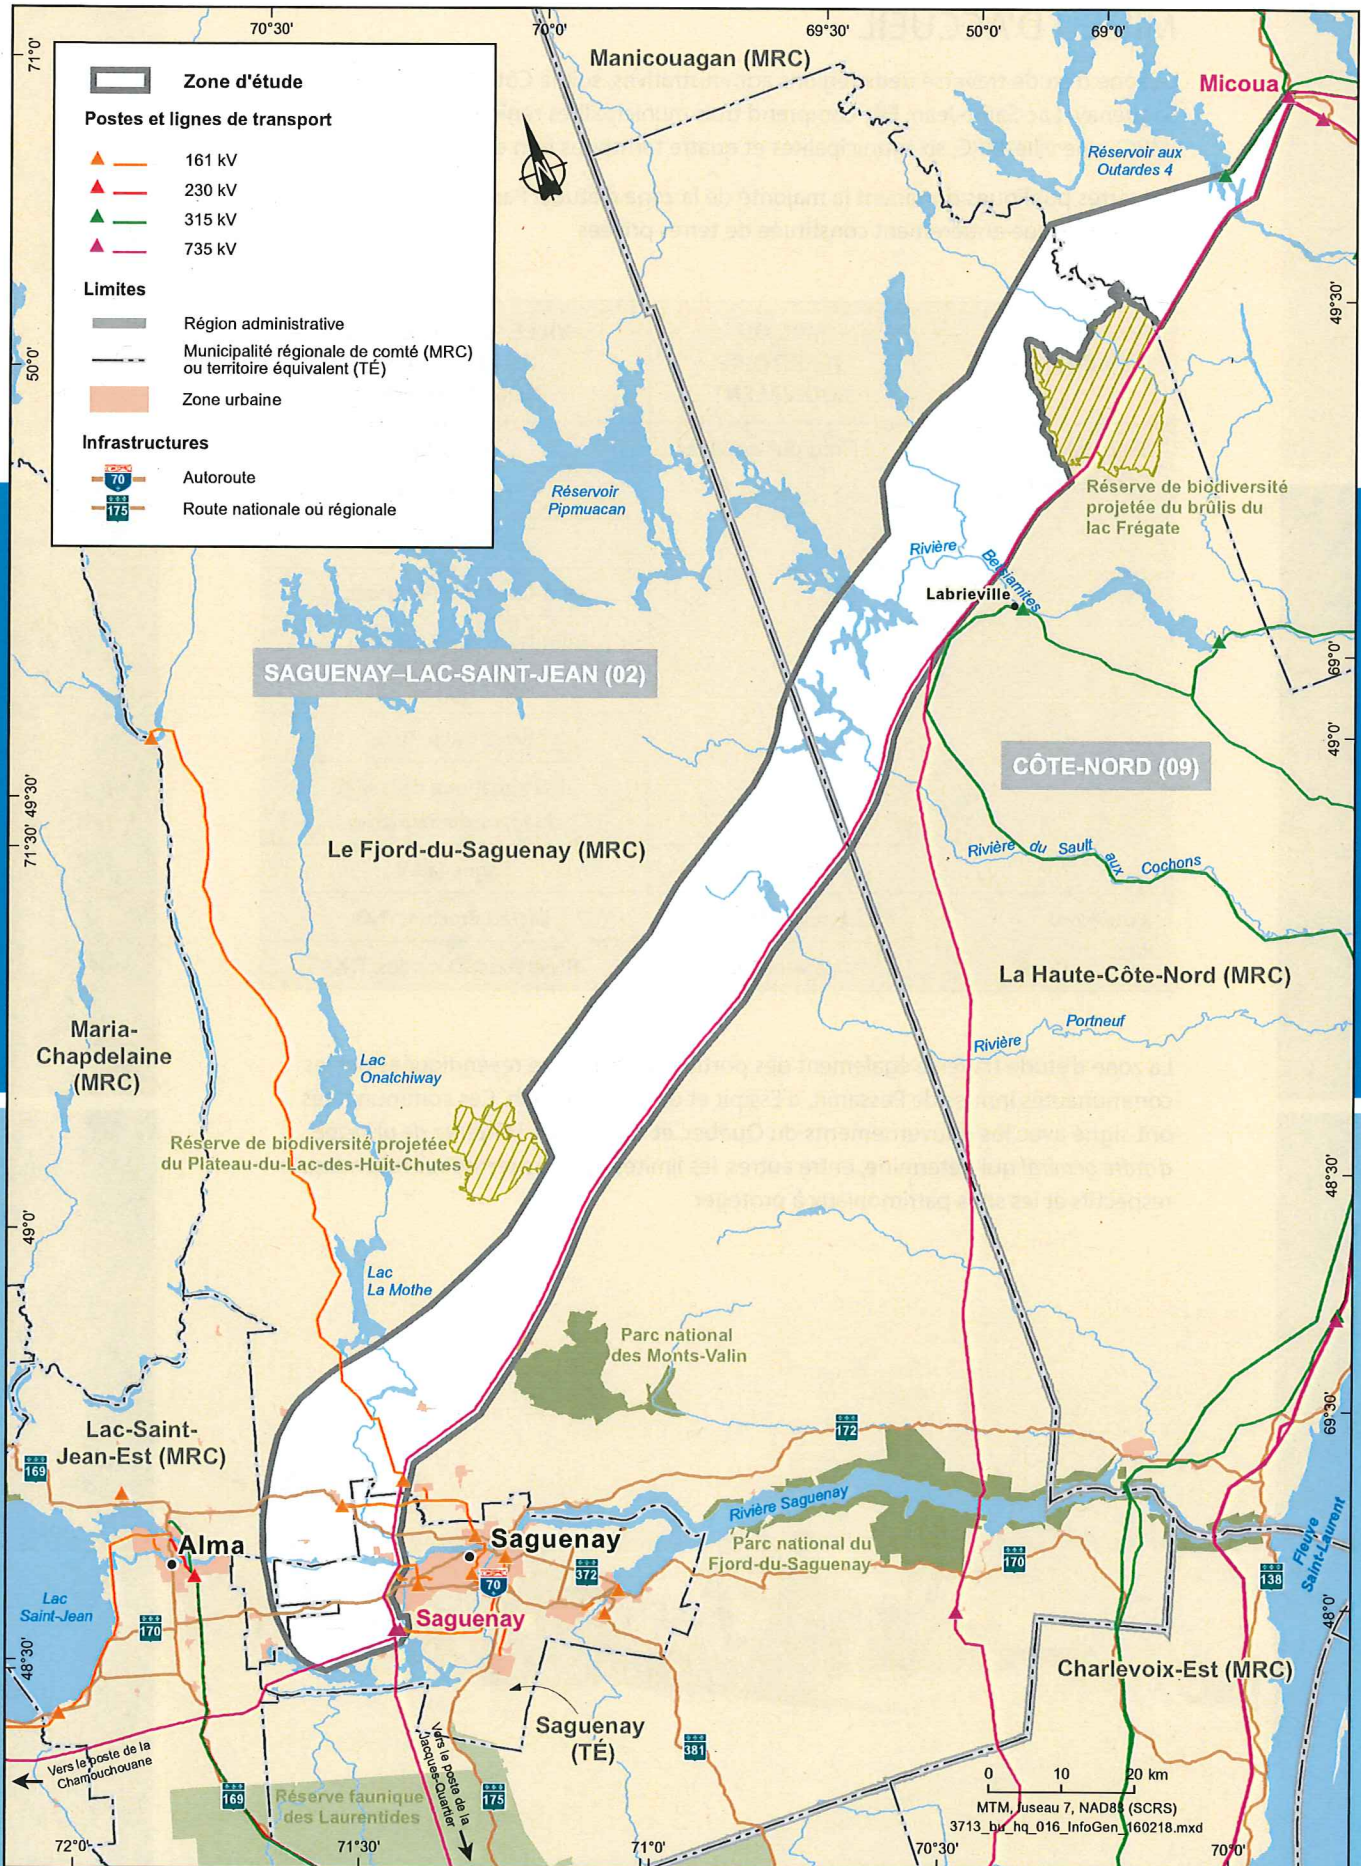 70°30'
70°0'
69°30'
50°0'
69°0'
71°0'
Zone d'étude
Postes et lignes de transport
161 kV
230 kV
315 kV
735 kV
Limites
Région administrative
Municipalité régionale de comté (MRC)
ou territoire équivalent (TÉ)
Zone urbaine
Infrastructures
70
Autoroute
175
Route nationale ou régionale
Manicouagan (MRC)
Micoua
Réservoir aux
Outardes 4
49°30'
50°0'
Réservoir
Pipmuacan
Réserve de biodiversité
projetée du brûlis du
lac Frégate
Rivière
Betsiamites
Labrieville
SAGUENAY–LAC-SAINT-JEAN (02)
69°0'
49°0'
CÔTE-NORD (09)
49°30'
71°30'
Le Fjord-du-Saguenay (MRC)
Rivière du Sault aux Cochons
La Haute-Côte-Nord (MRC)
Rivière Portneuf
Maria-
Chapdelaine
(MRC)
Lac
Onatchiway
Réserve de biodiversité projetée
du Plateau-du-Lac-des-Huit-Chutes
48°30'
49°0'
Lac
La Mothe
Parc national
des Monts-Valin
69°30'
Lac-Saint-
Jean-Est (MRC)
172
169
Rivière Saguenay
Alma
Saguenay
Parc national du
Fjord-du-Saguenay
Fleuve
Saint-Laurent
372
70
170
138
Lac
Saint-Jean
170
Saguenay
48°0'
48°30'
Charlevoix-Est (MRC)
Saguenay
(TÉ)
381
Vers le poste de la
Chamouchouane
Vers le poste de la
Jacques-Quartier
0 10 20 km
169
Réserve faunique
des Laurentides
175
MTM, fuseau 7, NAD83 (SCRS)
3713_bu_hq_016_InfoGen_160218.mxd
72°0'
71°30'
71°0'
70°30'
70°0'